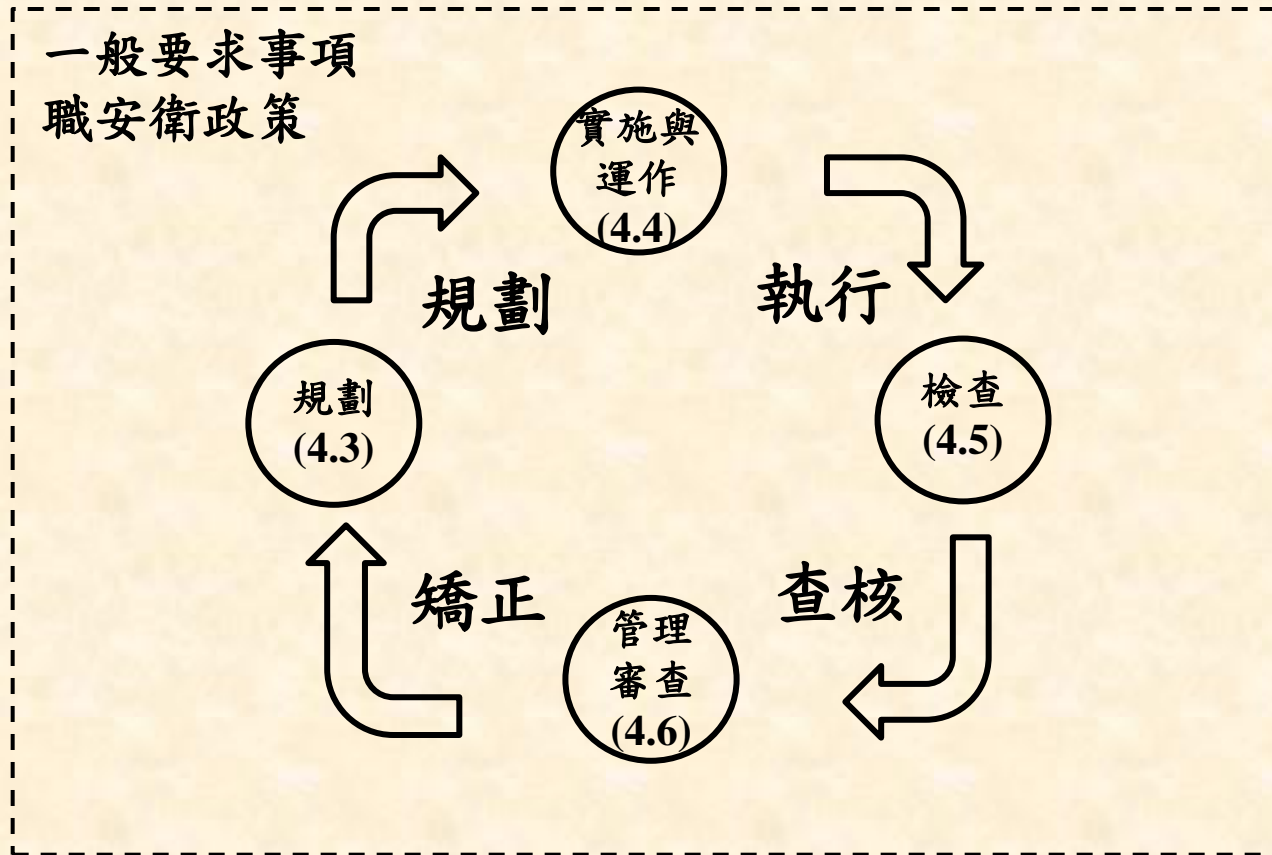 一般要求事項
職安衛政策
實施與
運作
(4.4)
規劃
執行
規劃
(4.3)
檢查
(4.5)
矯正
查核
管理
審查
(4.6)